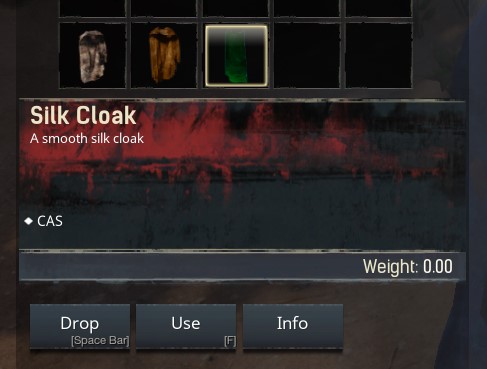 Silk Cloak
A smooth silk cloak
CAS
Weight: 0.00
Drop
[Space Bar]
Use
[F]
Info